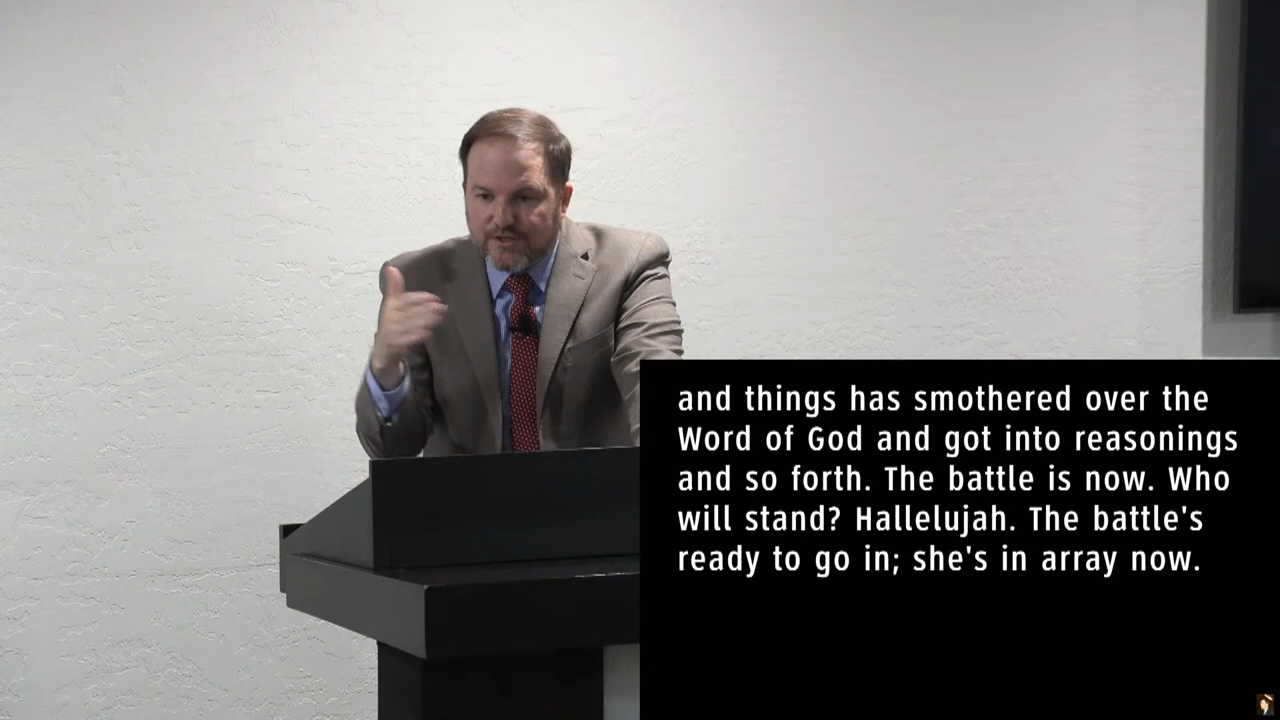 and things has smothered over the
Word of God and got into reasonings
and so forth. The battle is now. Who
will stand? Hallelujah. The battle's
ready to go in; she's in array now.